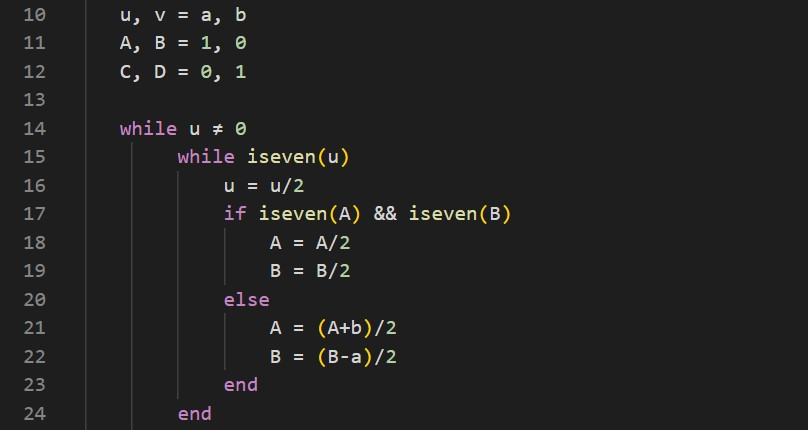 10 u, v = a, b
11 A, B = 1, 0
12 C, D = 0, 1
13
14 while u ≠ 0
15 while iseven(u)
16 u = u/2
17 if iseven(A) && iseven(B)
18 A = A/2
19 B = B/2
20 else
21 A = (A+b)/2
22 B = (B-a)/2
23 end
24 end